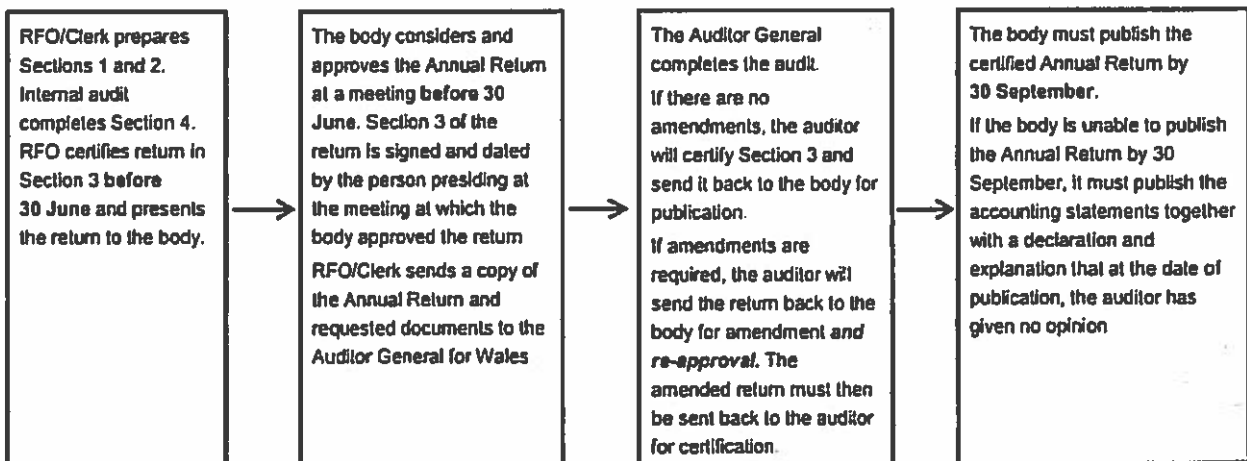 RFO/Clerk prepares
Sections 1 and 2.
Internal audit
completes Section 4.
RFO certifies return in
Section 3 before
30 June and presents
the return to the body.
The body considers and
approves the Annual Return
at a meeting before 30
June. Section 3 of the
return is signed and dated
by the person presiding at
the meeting at which the
body approved the return
RFO/Clerk sends a copy of
the Annual Return and
requested documents to the
Auditor General for Wales
The Auditor General
completes the audit.
If there are no
amendments, the auditor
will certify Section 3 and
send it back to the body for
publication.
If amendments are
required, the auditor will
send the return back to the
body for amendment and
re-approval. The
amended return must then
be sent back to the auditor
for certification.
The body must publish the
certified Annual Return by
30 September.
If the body is unable to publish
the Annual Return by 30
September, it must publish the
accounting statements together
with a declaration and
explanation that at the date of
publication, the auditor has
given no opinion